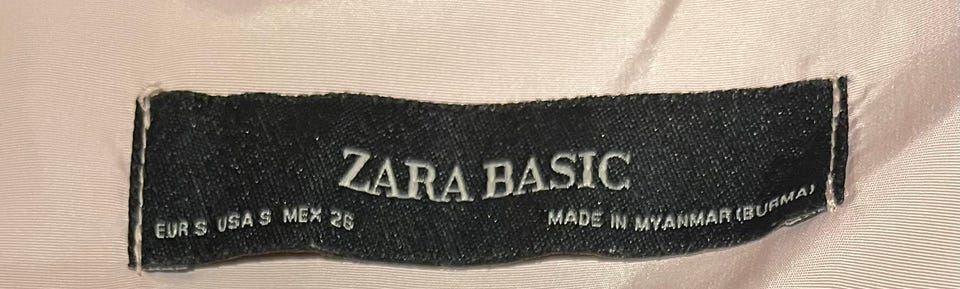 ZARA BASIC
EUR S USA S MEX 26 MADE IN MYANMAR (BURMA)